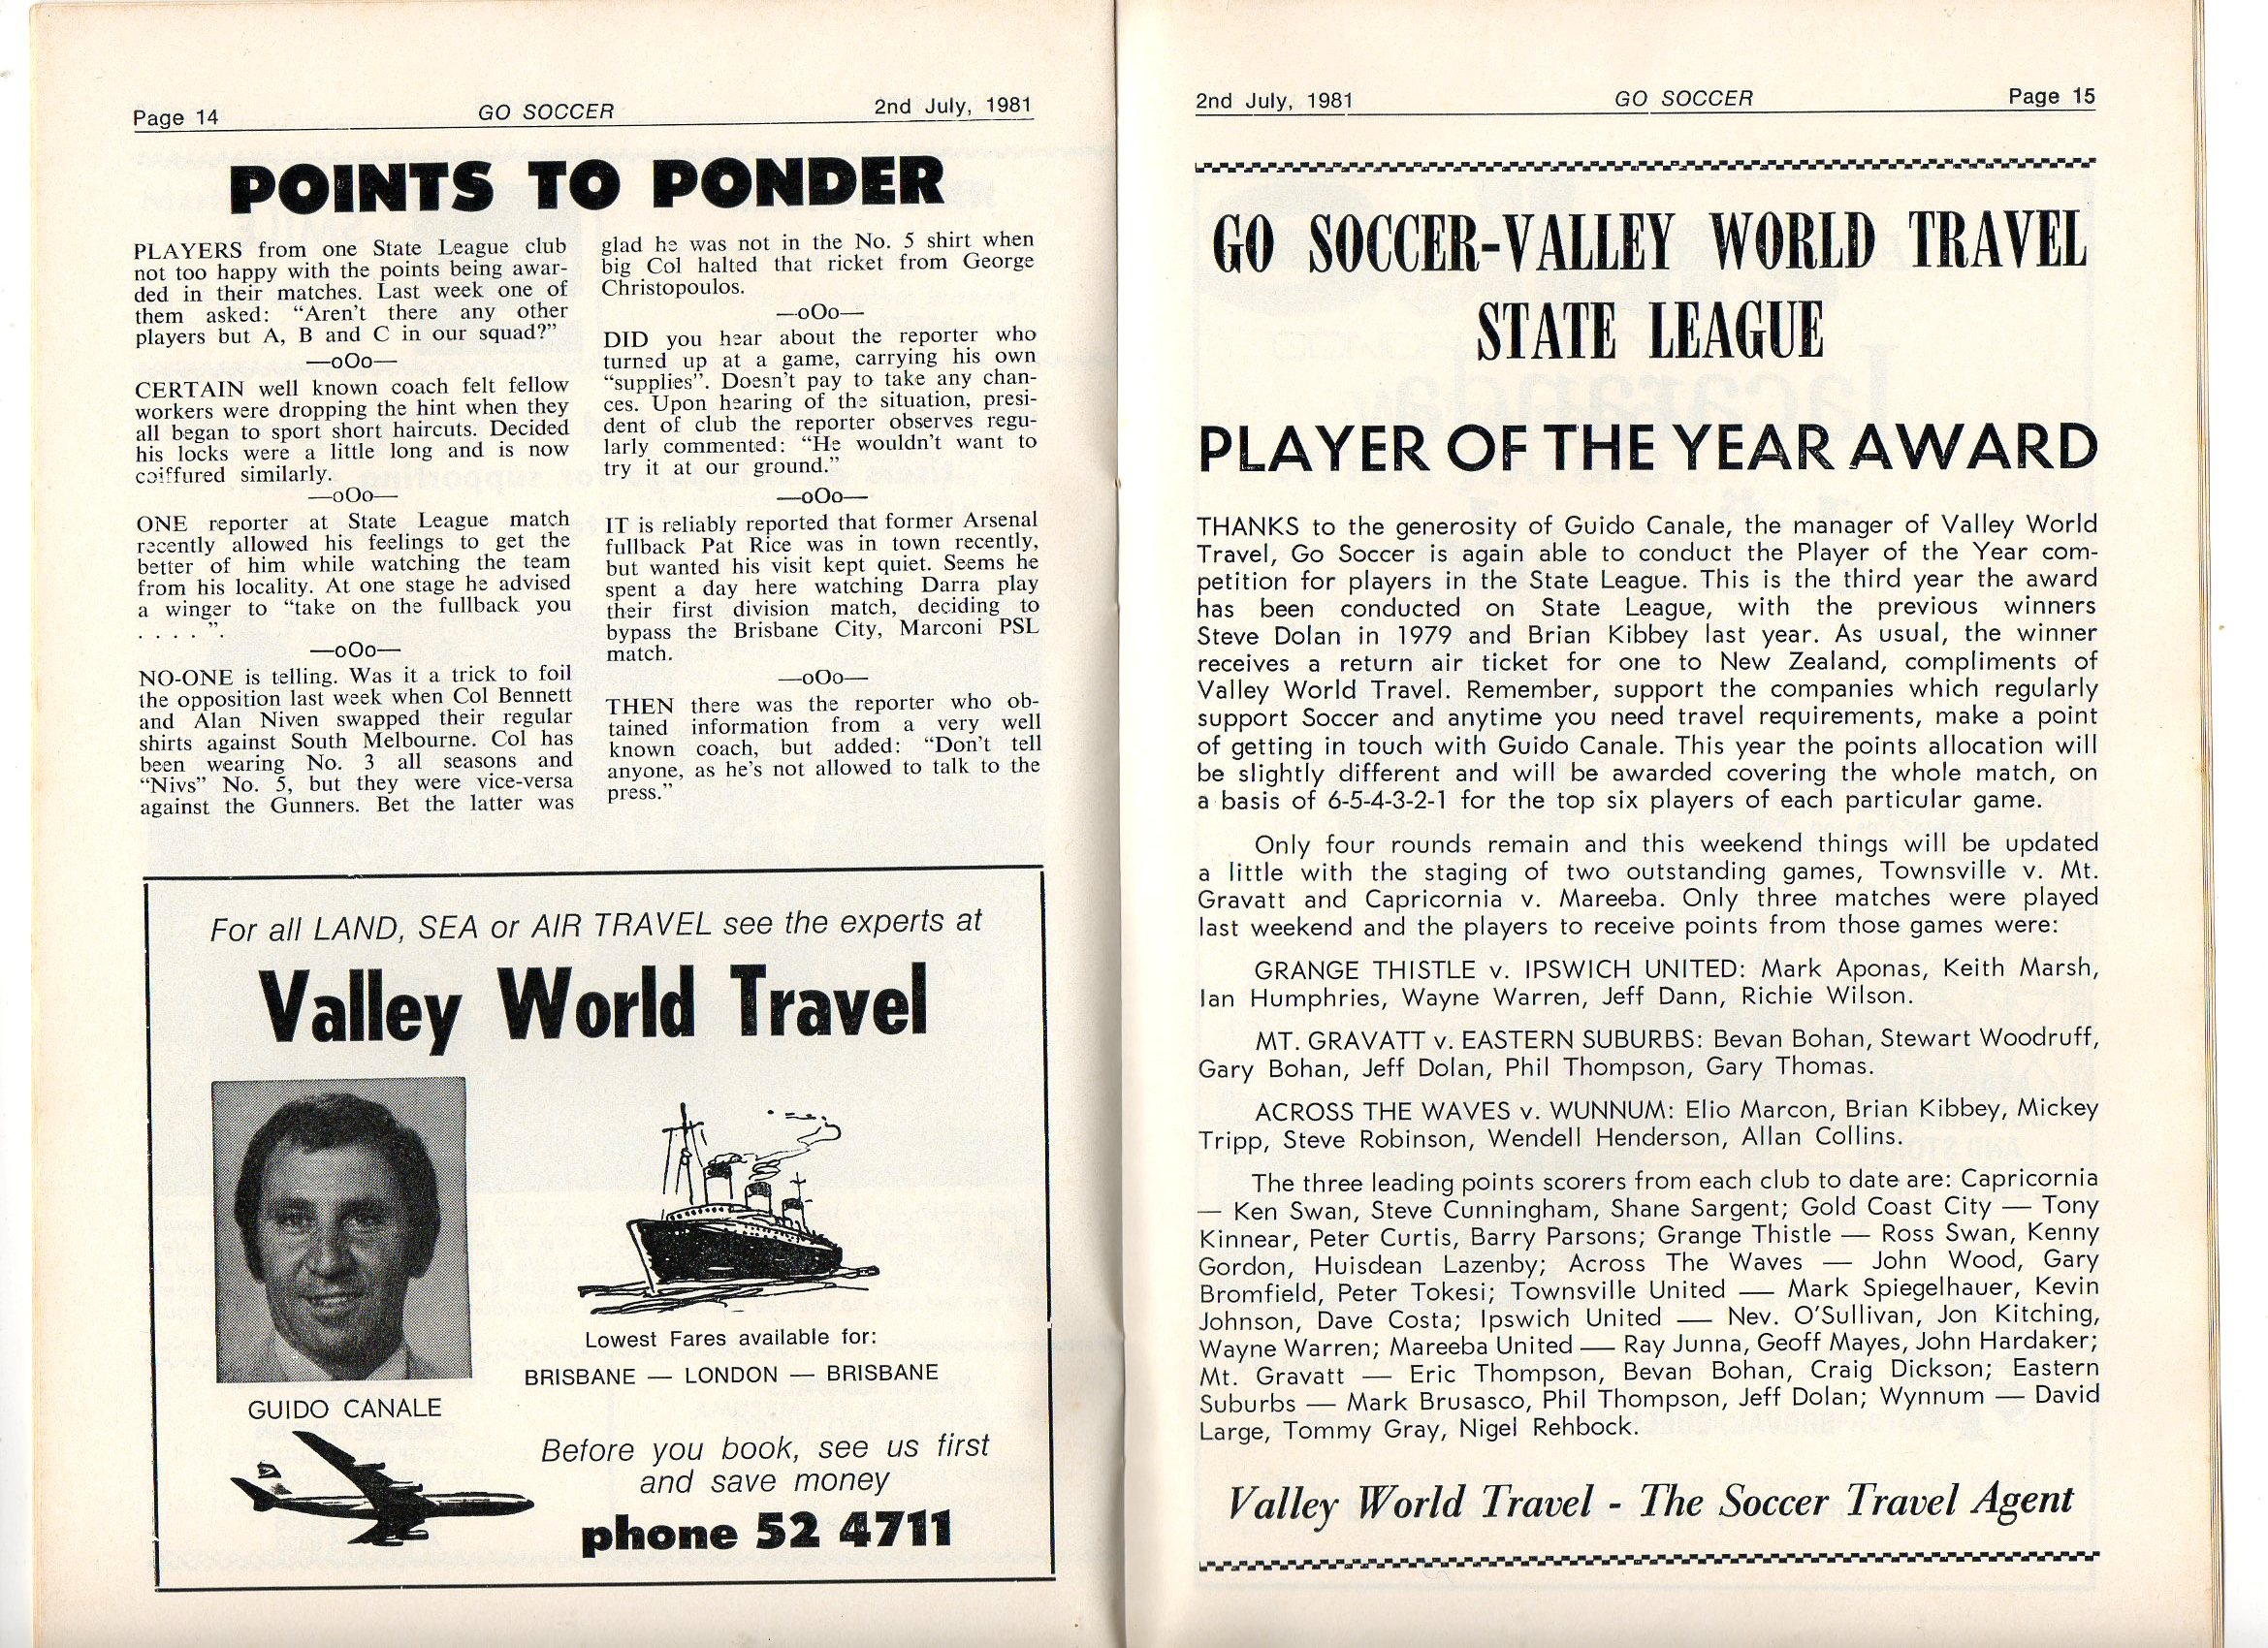 Page 14 GO SOCCER 2nd July, 1981
POINTS TO PONDER
PLAYERS from one State League club
not too happy with the points being awar-
ded in their matches. Last week one of
them asked: “Aren’t there any other
players but A, B and C in our squad?”
—oOo—
CERTAIN well known coach felt fellow
workers were dropping the hint when they
all began to sport short haircuts. Decided
his locks were a little long and is now
coiffured similarly.
—oOo—
ONE reporter at State League match
recently allowed his feelings to get the
better of him while watching the team
from his locality. At one stage he advised
a winger to “take on the fullback you
. . . . ”.
—oOo—
NO-ONE is telling. Was it a trick to foil
the opposition last week when Col Bennett
and Alan Niven swapped their regular
shirts against South Melbourne. Col has
been wearing No. 3 all seasons and
“Nivs” No. 5, but they were vice-versa
against the Gunners. Bet the latter was
glad he was not in the No. 5 shirt when
big Col halted that ricket from George
Christopoulos.
—oOo—
DID you hear about the reporter who
turned up at a game, carrying his own
“supplies”. Doesn’t pay to take any chan-
ces. Upon hearing of the situation, presi-
dent of club the reporter observes regu-
larly commented: “He wouldn’t want to
try it at our ground.”
—oOo—
IT is reliably reported that former Arsenal
fullback Pat Rice was in town recently,
but wanted his visit kept quiet. Seems he
spent a day here watching Darra play
their first division match, deciding to
bypass the Brisbane City, Marconi PSL
match.
—oOo—
THEN there was the reporter who ob-
tained information from a very well
known coach, but added: “Don’t tell
anyone, as he’s not allowed to talk to the
press.”
For all LAND, SEA or AIR TRAVEL see the experts at
Valley World Travel
GUIDO CANALE
Lowest Fares available for:
BRISBANE — LONDON — BRISBANE
Before you book, see us first
and save money
phone 52 4711
2nd July, 1981 GO SOCCER Page 15
GO SOCCER-VALLEY WORLD TRAVEL
STATE LEAGUE
PLAYER OF THE YEAR AWARD
THANKS to the generosity of Guido Canale, the manager of Valley World
Travel, Go Soccer is again able to conduct the Player of the Year com-
petition for players in the State League. This is the third year the award
has been conducted on State League, with the previous winners
Steve Dolan in 1979 and Brian Kibbey last year. As usual, the winner
receives a return air ticket for one to New Zealand, compliments of
Valley World Travel. Remember, support the companies which regularly
support Soccer and anytime you need travel requirements, make a point
of getting in touch with Guido Canale. This year the points allocation will
be slightly different and will be awarded covering the whole match, on
a basis of 6-5-4-3-2-1 for the top six players of each particular game.
Only four rounds remain and this weekend things will be updated
a little with the staging of two outstanding games, Townsville v. Mt.
Gravatt and Capricornia v. Mareeba. Only three matches were played
last weekend and the players to receive points from those games were:
GRANGE THISTLE v. IPSWICH UNITED: Mark Aponas, Keith Marsh,
Ian Humphries, Wayne Warren, Jeff Dann, Richie Wilson.
MT. GRAVATT v. EASTERN SUBURBS: Bevan Bohan, Stewart Woodruff,
Gary Bohan, Jeff Dolan, Phil Thompson, Gary Thomas.
ACROSS THE WAVES v. WUNNUM: Elio Marcon, Brian Kibbey, Mickey
Tripp, Steve Robinson, Wendell Henderson, Allan Collins.
The three leading points scorers from each club to date are: Capricornia
— Ken Swan, Steve Cunningham, Shane Sargent; Gold Coast City — Tony
Kinnear, Peter Curtis, Barry Parsons; Grange Thistle — Ross Swan, Kenny
Gordon, Huisdean Lazenby; Across The Waves — John Wood, Gary
Bromfield, Peter Tokesi; Townsville United — Mark Spiegelhauer, Kevin
Johnson, Dave Costa; Ipswich United — Nev. O’Sullivan, Jon Kitching,
Wayne Warren; Mareeba United — Ray Junna, Geoff Mayes, John Hardaker;
Mt. Gravatt — Eric Thompson, Bevan Bohan, Craig Dickson; Eastern
Suburbs — Mark Brusasco, Phil Thompson, Jeff Dolan; Wynnum — David
Large, Tommy Gray, Nigel Rehbock.
Valley World Travel - The Soccer Travel Agent